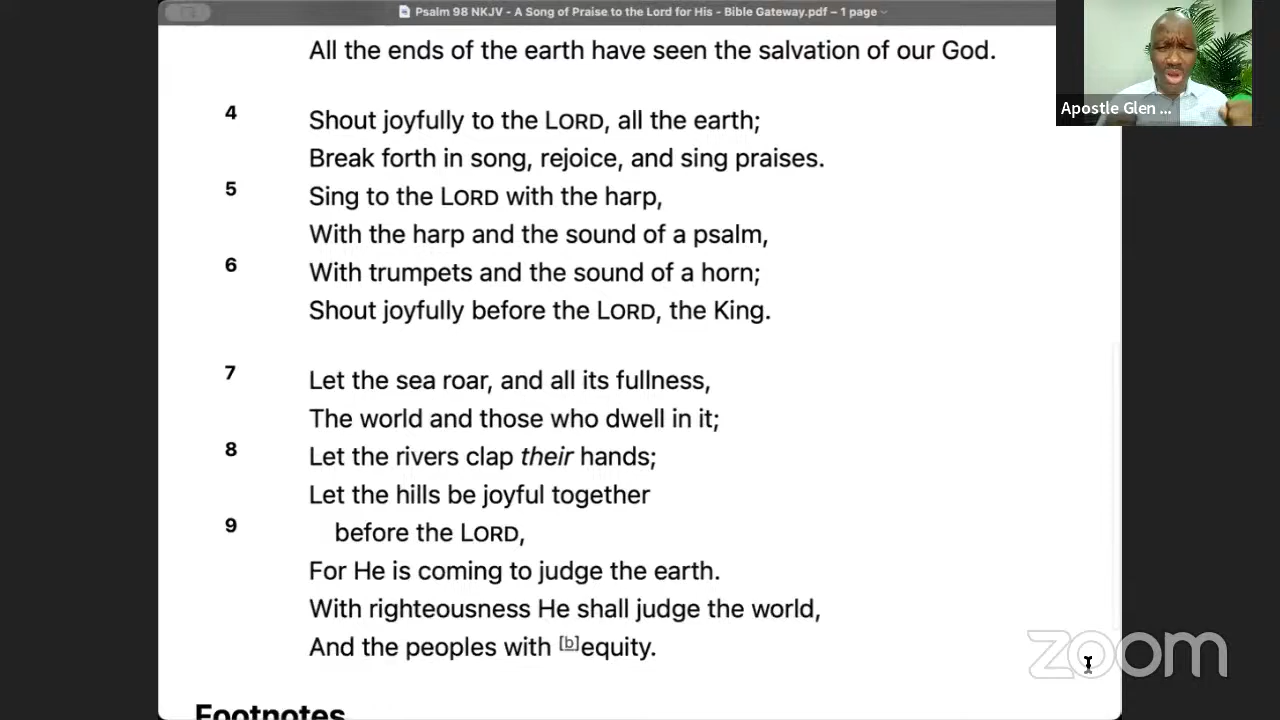 Psalm 98 NKJV - A Song of Praise to the Lord for His - Bible Gateway.pdf – 1 page
All the ends of the earth have seen the salvation of our God.
4 Shout joyfully to the LORD, all the earth;
Break forth in song, rejoice, and sing praises.
5 Sing to the LORD with the harp,
With the harp and the sound of a psalm,
6 With trumpets and the sound of a horn;
Shout joyfully before the LORD, the King.
7 Let the sea roar, and all its fullness,
The world and those who dwell in it;
8 Let the rivers clap their hands;
Let the hills be joyful together
9 before the LORD,
For He is coming to judge the earth.
With righteousness He shall judge the world,
And the peoples with [b]equity.
Footnotes
Apostle Glen ...
zoom